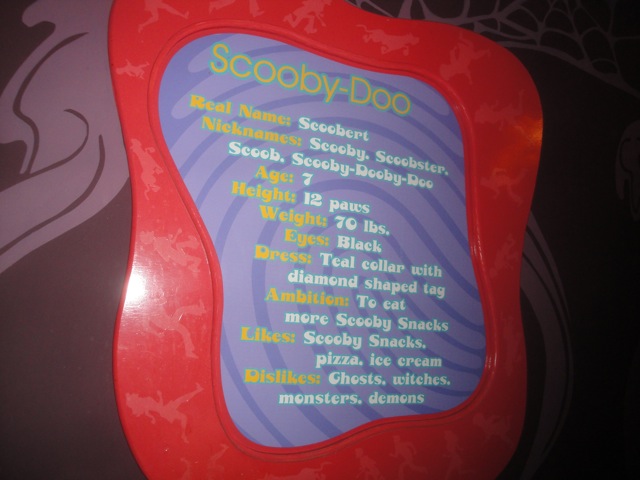 Scooby-Doo
Real Name: Scoobert
Nicknames: Scooby, Scoobster,
Scoob, Scooby-Dooby-Doo
Age: 7
Height: 12 paws
Weight: 70 lbs.
Eyes: Black
Dress: Teal collar with
diamond shaped tag
Ambition: To eat
more Scooby Snacks
Likes: Scooby Snacks,
pizza, ice cream
Dislikes: Ghosts, witches,
monsters, demons